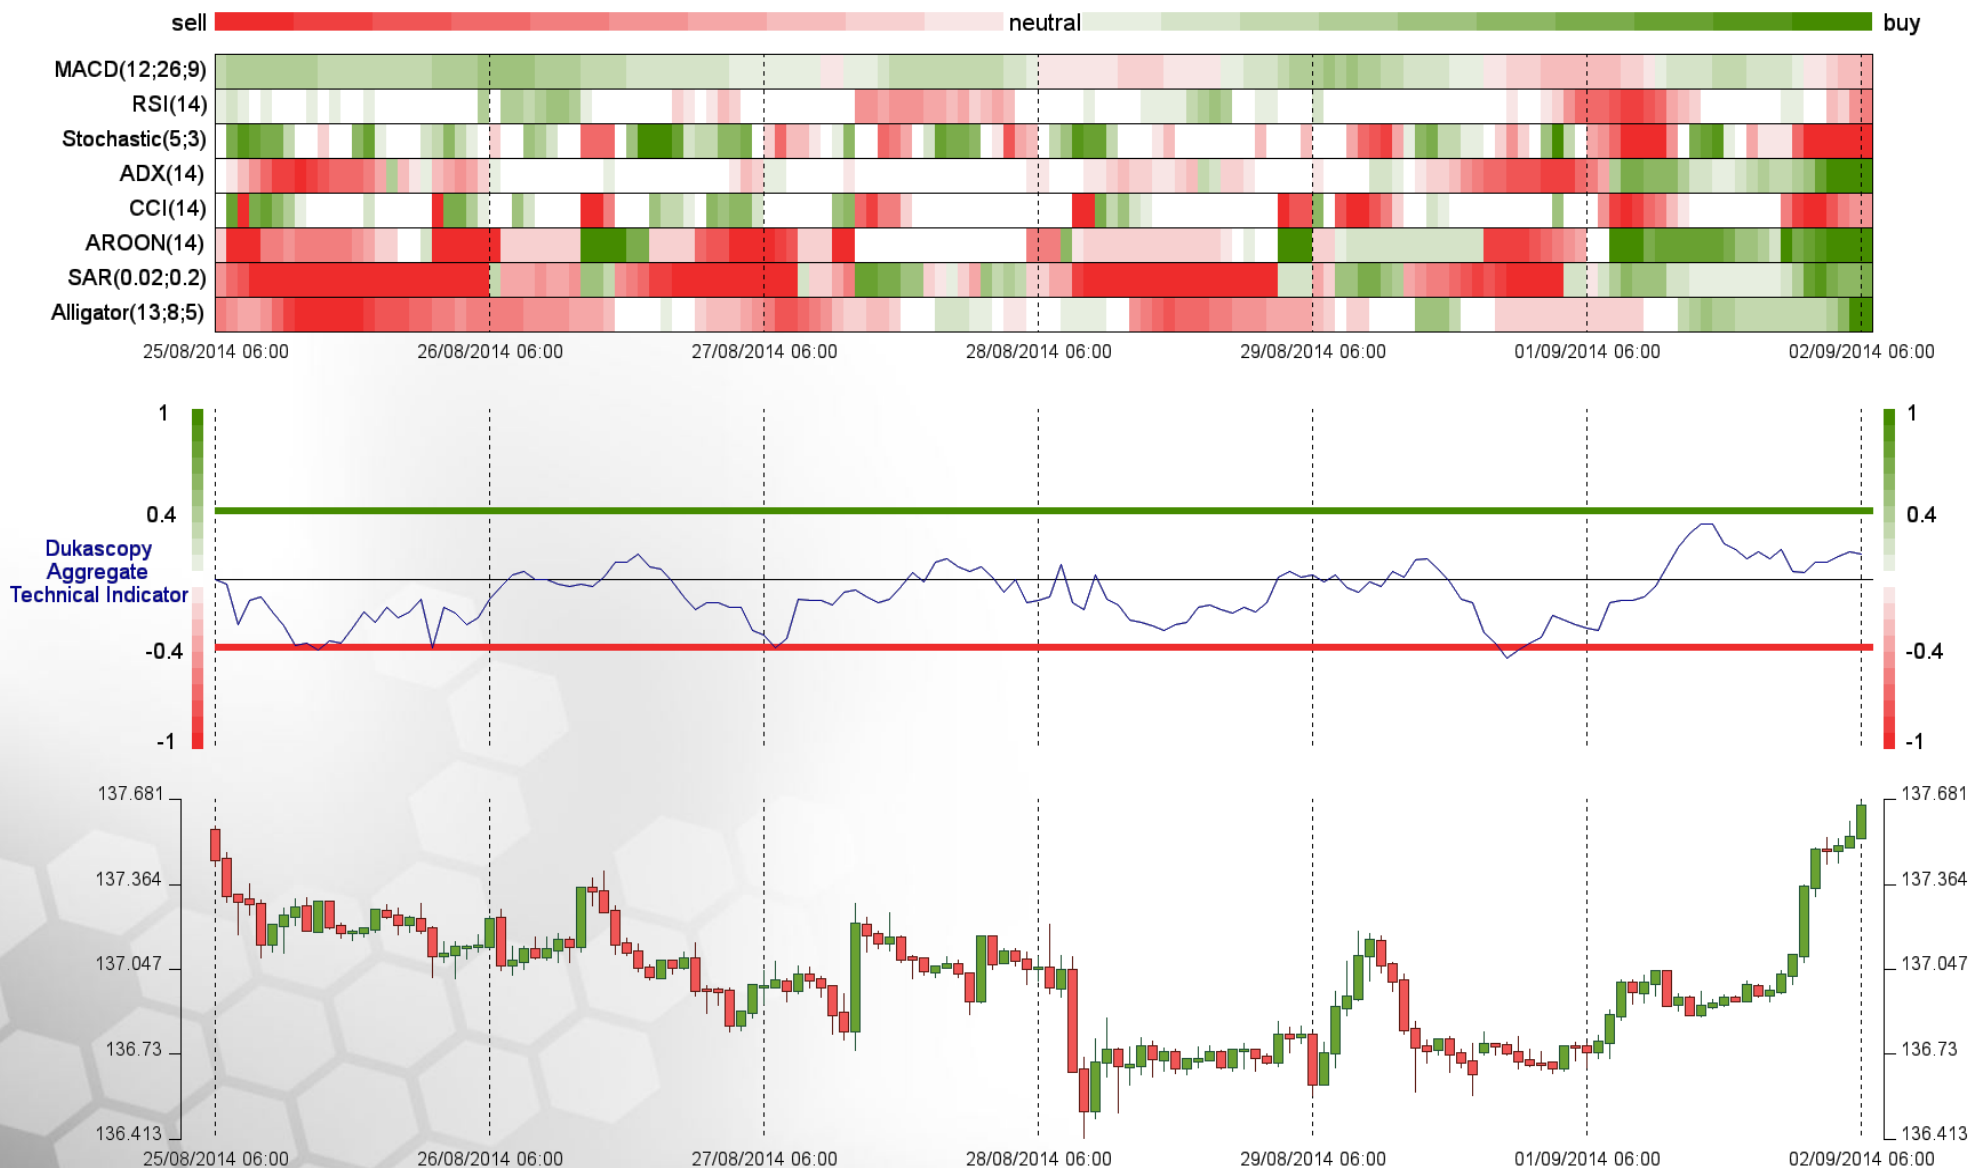 sell neutral buy
MACD(12;26;9)
RSI(14)
Stochastic(5;3)
ADX(14)
CCI(14)
AROON(14)
SAR(0.02;0.2)
Alligator(13;8;5)
25/08/2014 06:00 26/08/2014 06:00 27/08/2014 06:00 28/08/2014 06:00 29/08/2014 06:00 01/09/2014 06:00 02/09/2014 06:00
1 1
0.4 0.4
Dukascopy
Aggregate
Technical Indicator
-0.4 -0.4
-1 -1
137.681 137.681
137.364 137.364
137.047 137.047
136.73 136.73
136.413 136.413
25/08/2014 06:00 26/08/2014 06:00 27/08/2014 06:00 28/08/2014 06:00 29/08/2014 06:00 01/09/2014 06:00 02/09/2014 06:00